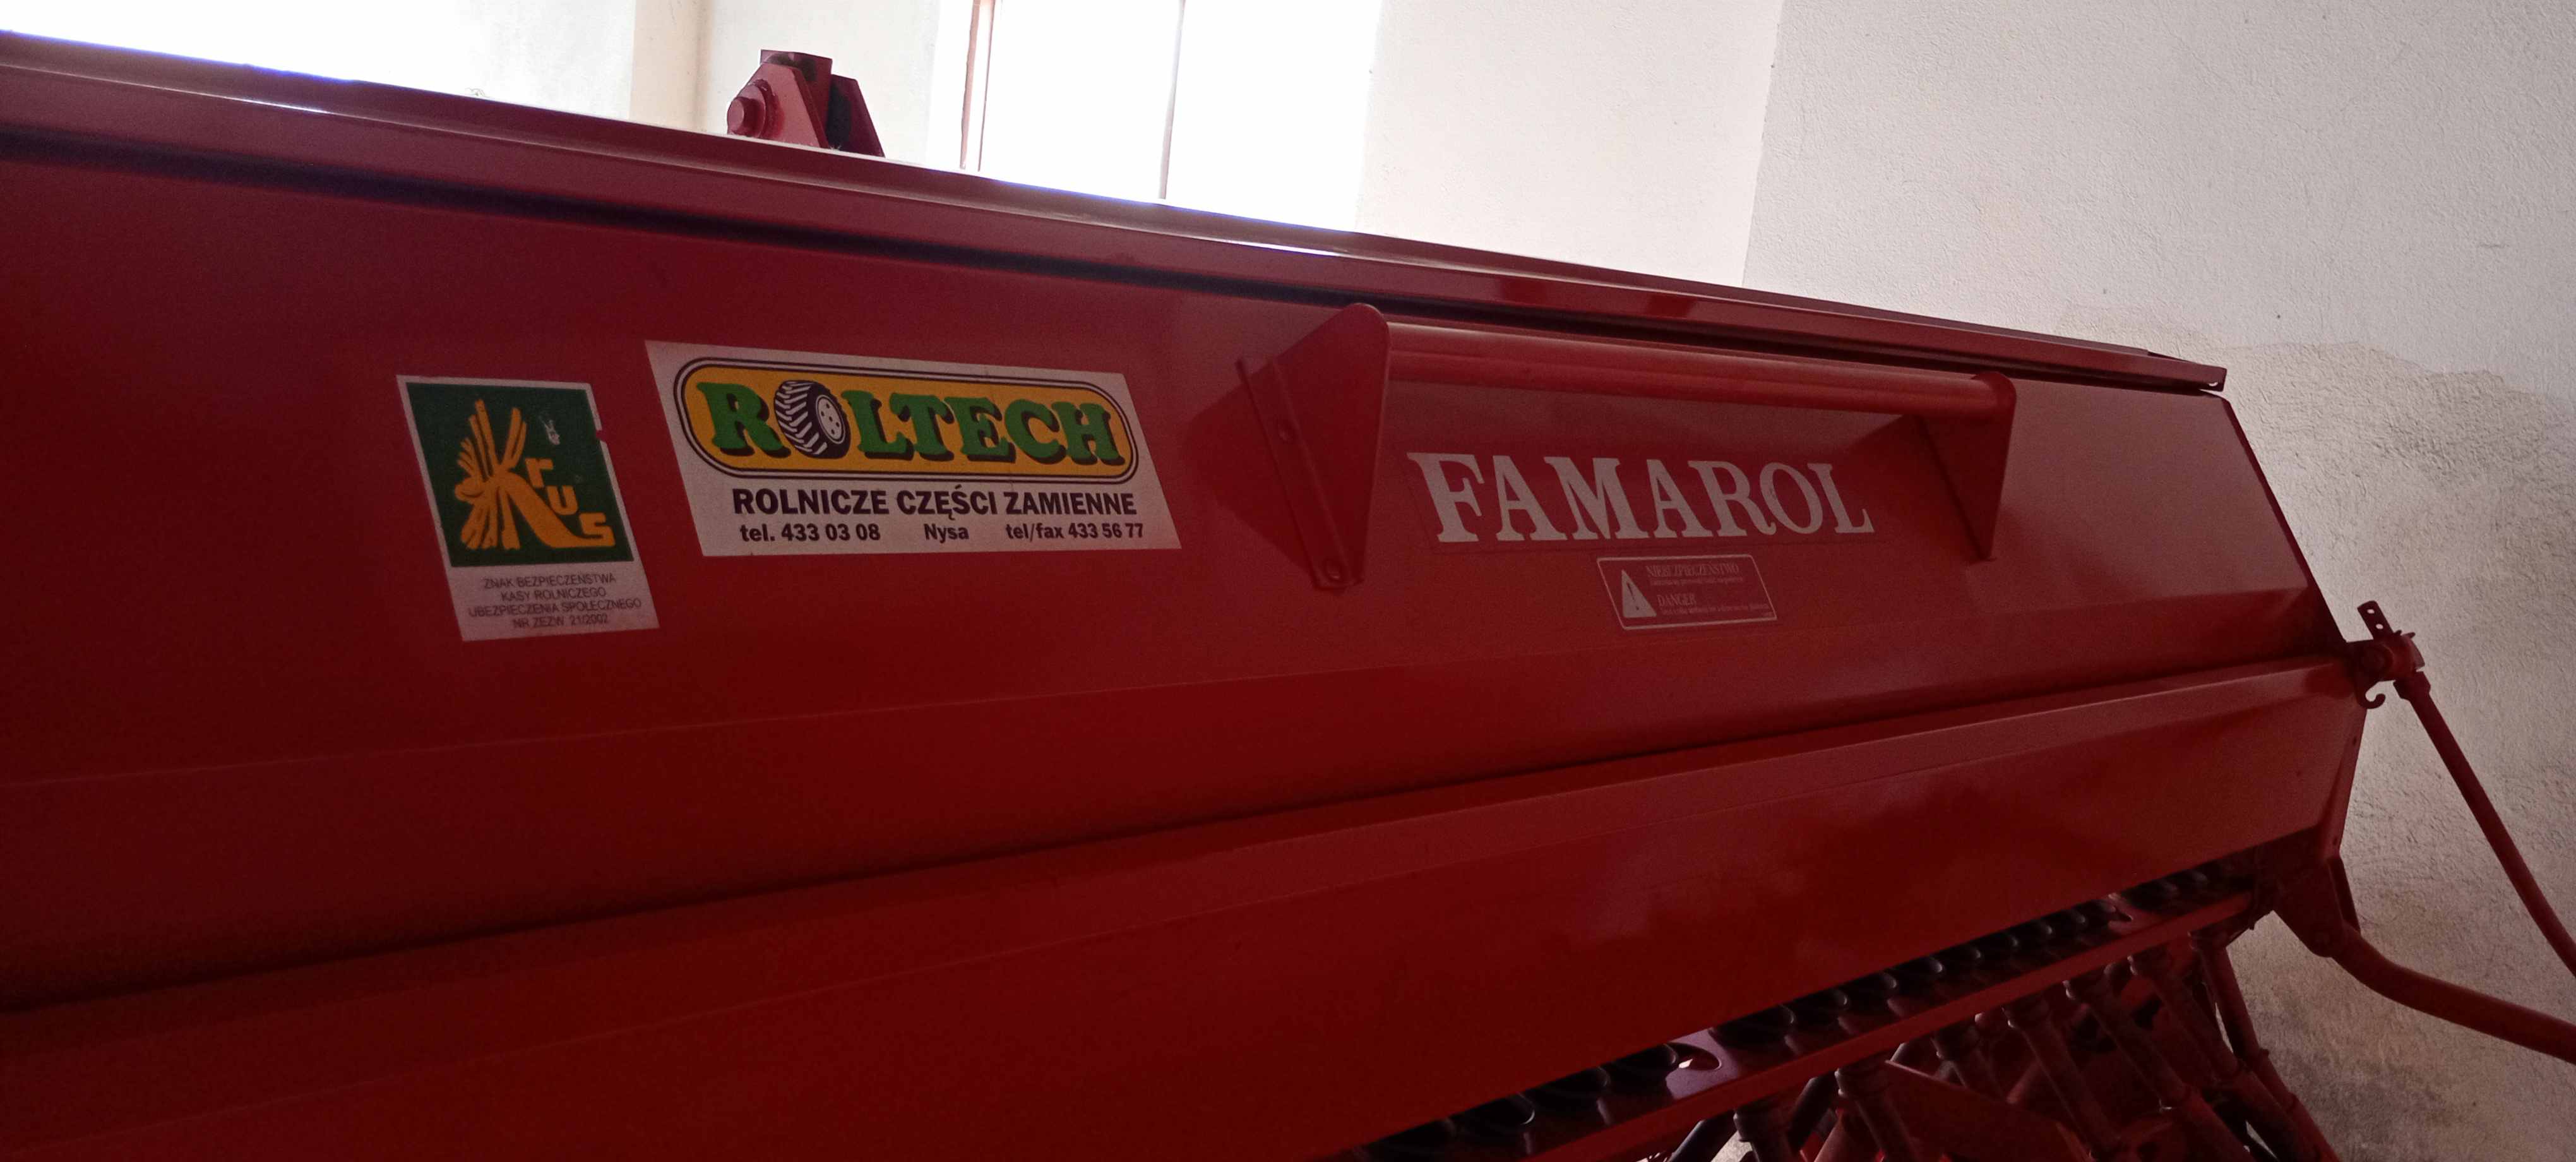 Krus
ZNAK BEZPIECZEŃSTWA
KASY ROLNICZEGO
UBEZPIECZENIA SPOŁECZNEGO
NR ZEZW. 21/2002
ROLTECH
ROLNICZE CZĘŚCI ZAMIENNE
tel. 433 03 08 Nysa tel/fax 433 56 77
FAMAROL
NIEBEZPIECZEŃSTWO
DANGER